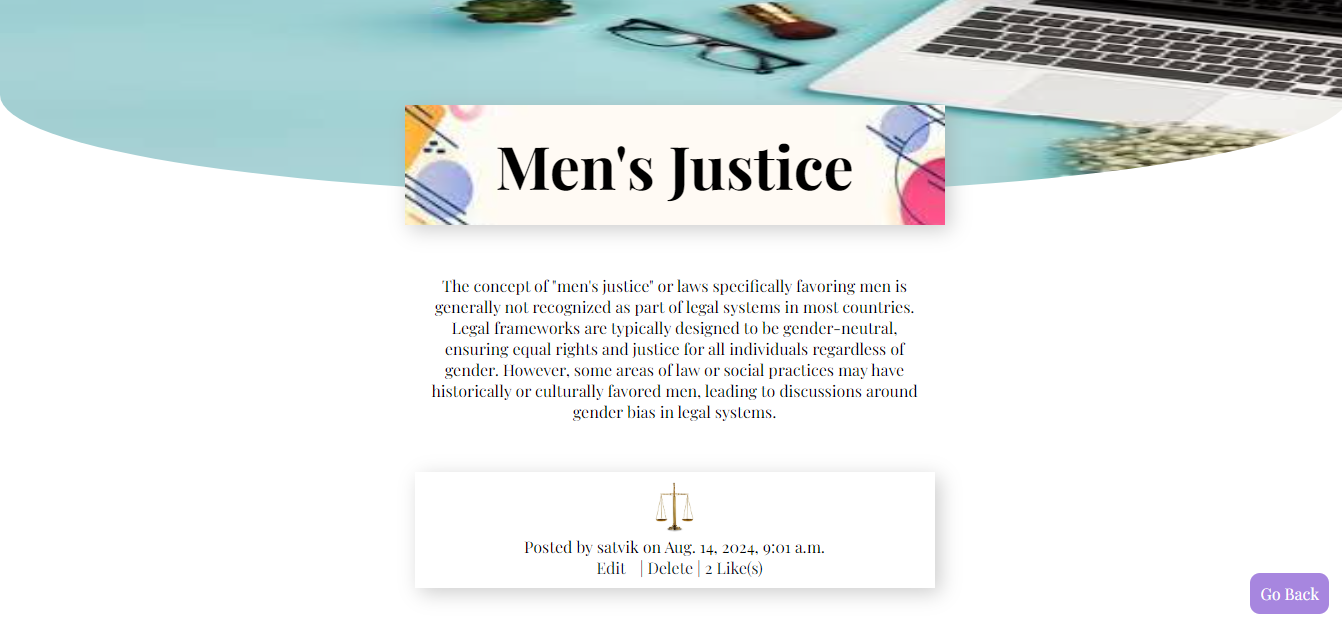 Men's Justice
The concept of "men's justice" or laws specifically favoring men is
generally not recognized as part of legal systems in most countries.
Legal frameworks are typically designed to be gender-neutral,
ensuring equal rights and justice for all individuals regardless of
gender. However, some areas of law or social practices may have
historically or culturally favored men, leading to discussions around
gender bias in legal systems.
Posted by satvik on Aug. 14, 2024, 9:01 a.m.
Edit | Delete | 2 Like(s)
Go Back